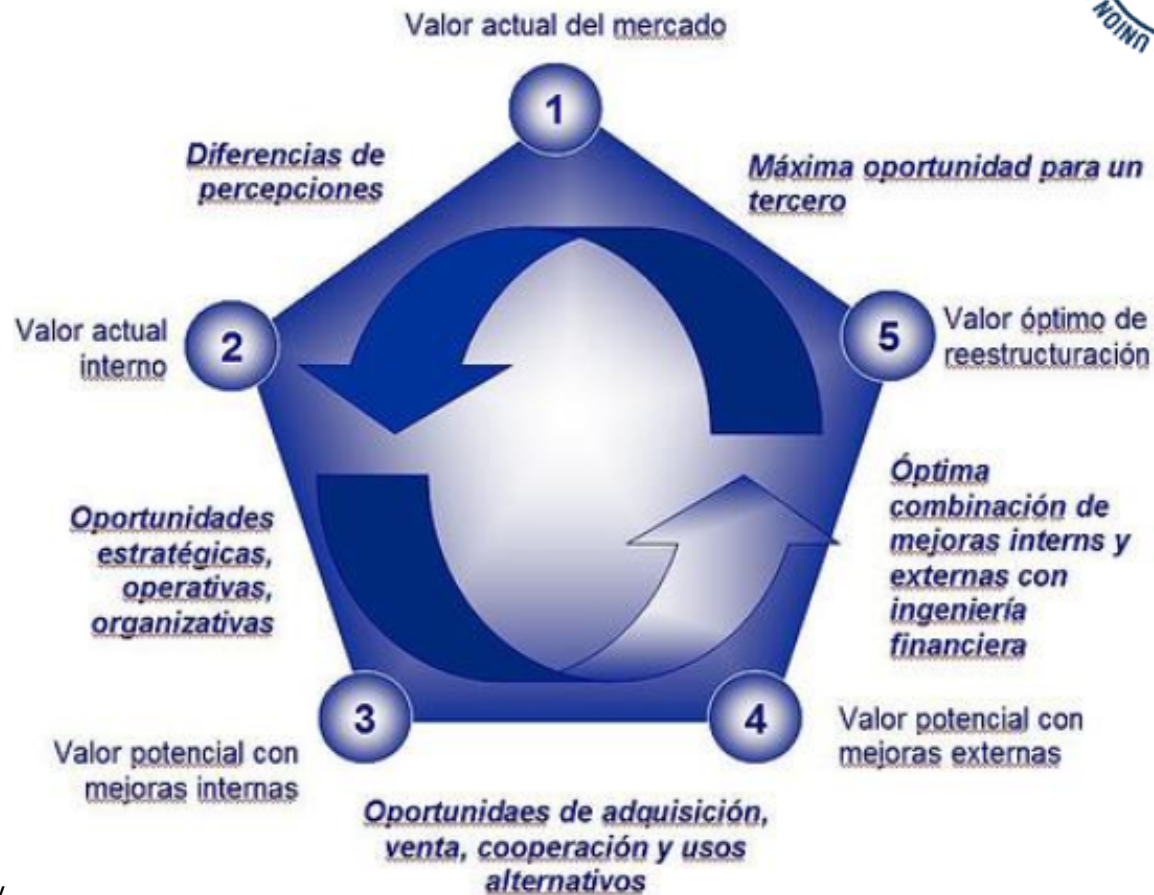 Valor actual del mercado
UNION
1
Diferencias de
percepciones
Máxima oportunidad para un
tercero
Valor actual
interno
2
5
Valor óptimo de
reestructuración
Oportunidades
estratégicas,
operativas,
organizativas
Óptima
combinación de
mejoras interns y
externas con
ingeniería
financiera
3
4
Valor potencial con
mejoras internas
Valor potencial con
mejoras externas
Oportunidaes de adquisición,
venta, cooperación y usos
alternativos